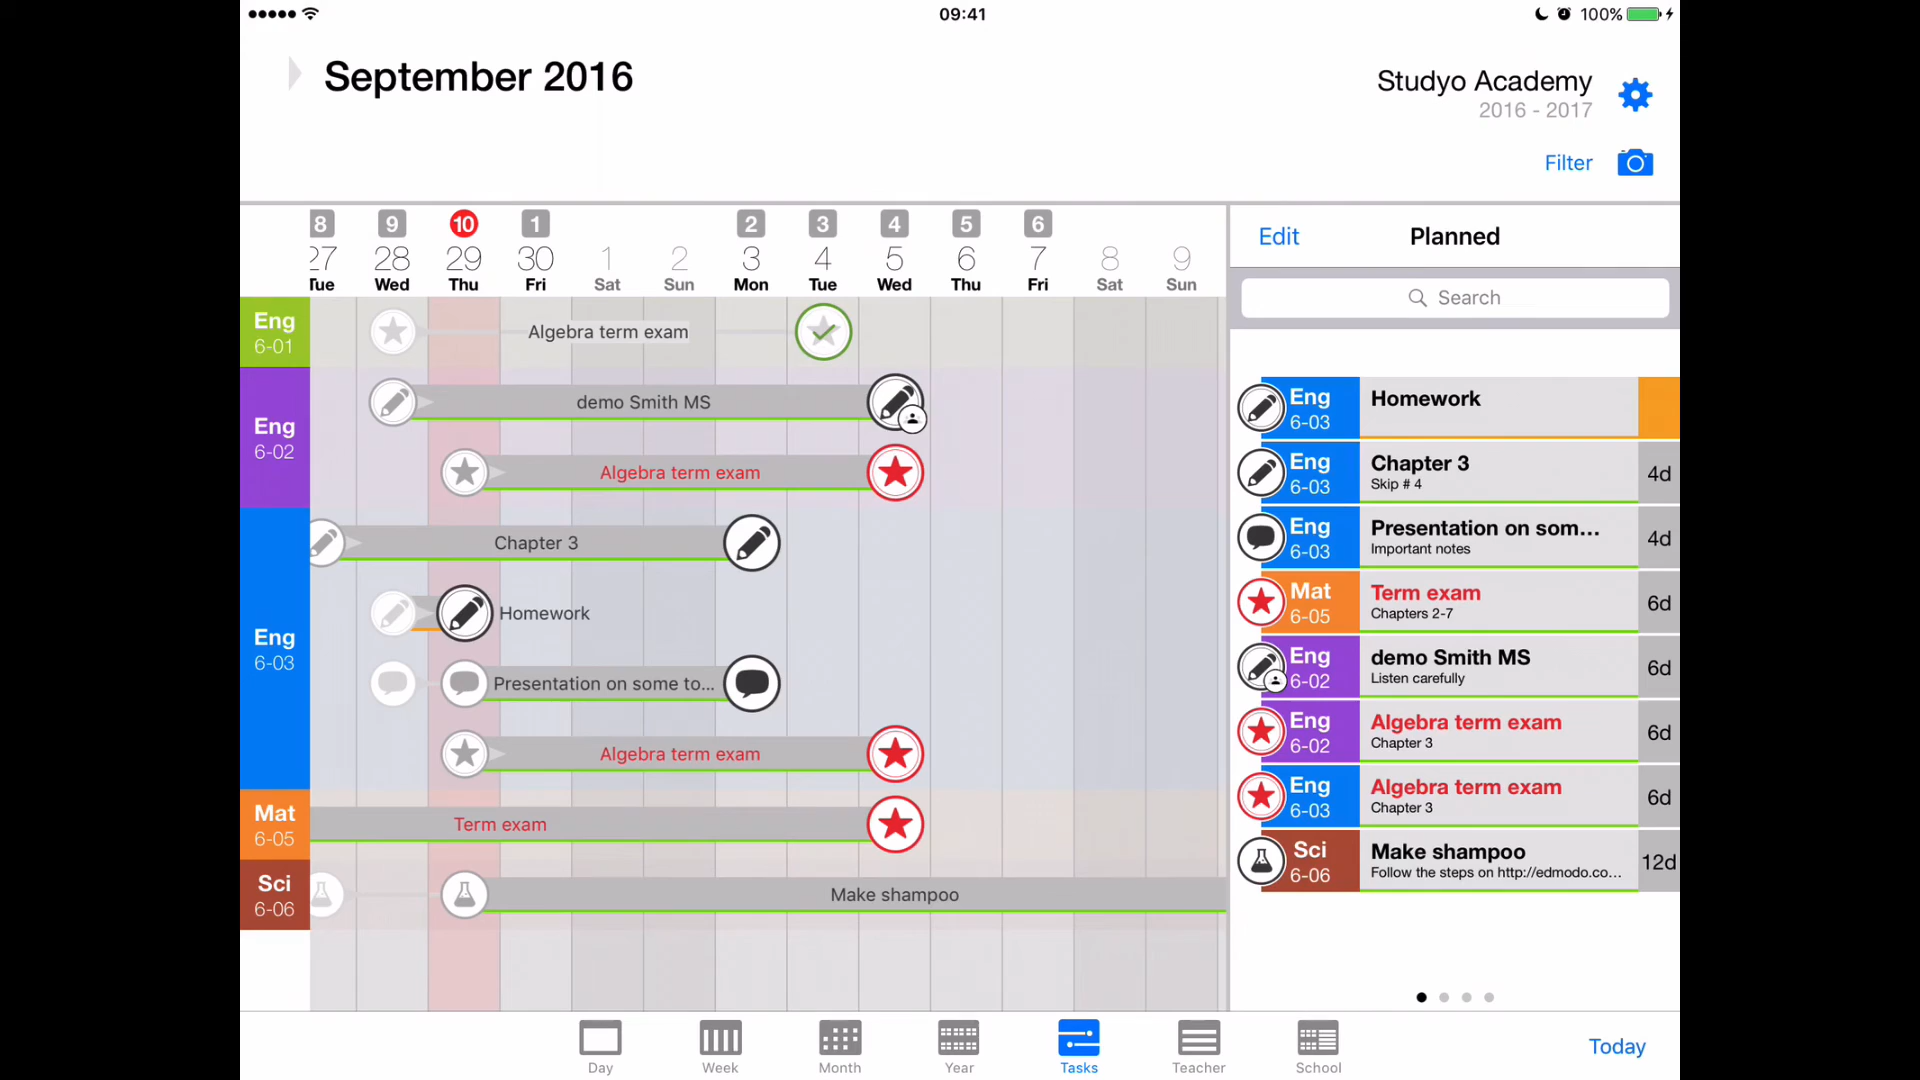 09:41
100%
September 2016
Studyo Academy
2016 - 2017
Filter
8 9 10 1 2 3 4 5 6
27 28 29 30 1 2 3 4 5 6 7 8 9
Tue Wed Thu Fri Sat Sun Mon Tue Wed Thu Fri Sat Sun
Edit
Planned
Search
Eng
6-01
Algebra term exam
Eng
6-02
demo Smith MS
Algebra term exam
Eng
6-03
Chapter 3
Homework
Presentation on some to...
Algebra term exam
Mat
6-05
Term exam
Sci
6-06
Make shampoo
Eng
6-03
Homework
Eng
6-03
Chapter 3
Skip # 4
4d
Eng
6-03
Presentation on som...
Important notes
4d
Mat
6-05
Term exam
Chapters 2-7
6d
Eng
6-02
demo Smith MS
Listen carefully
6d
Eng
6-02
Algebra term exam
Chapter 3
6d
Eng
6-03
Algebra term exam
Chapter 3
6d
Sci
6-06
Make shampoo
Follow the steps on http://edmodo.co...
12d
Day
Week
Month
Year
Tasks
Teacher
School
Today